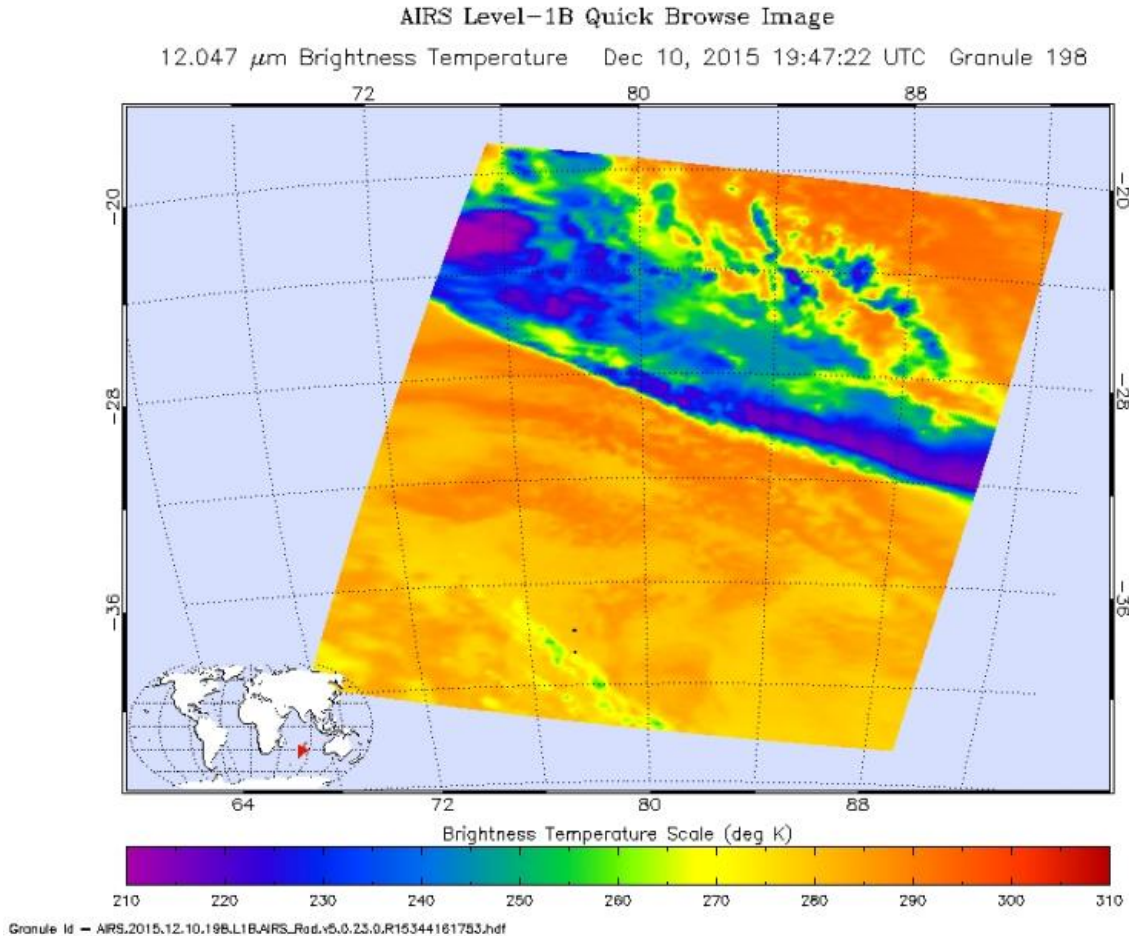 AIRS Level-1B Quick Browse Image
12.047 μm Brightness Temperature Dec 10, 2015 19:47:22 UTC Granule 198
72 80 88
-20 -20
-28 -28
-36 -36
64 72 80 88
Brightness Temperature Scale (deg K)
210 220 230 240 250 260 270 280 290 300 310
Granule Id – AIRS.2015.12.10.198.L1B.AIRS_Rad.v5.0.23.0.R15344161753.hdf